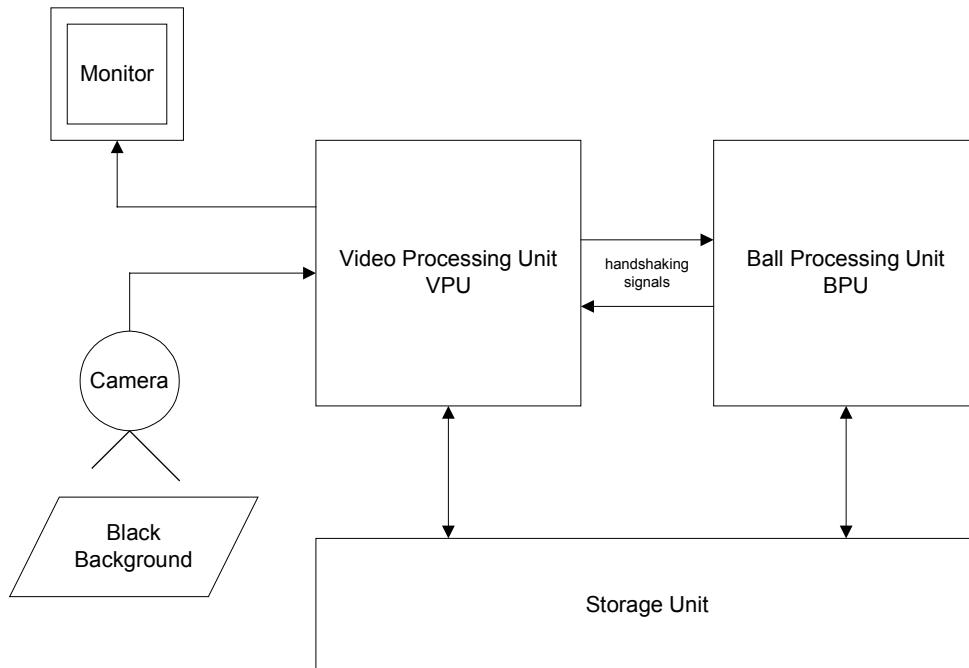 Monitor
Video Processing Unit
VPU
handshaking
signals
Ball Processing Unit
BPU
Camera
Black
Background
Storage Unit